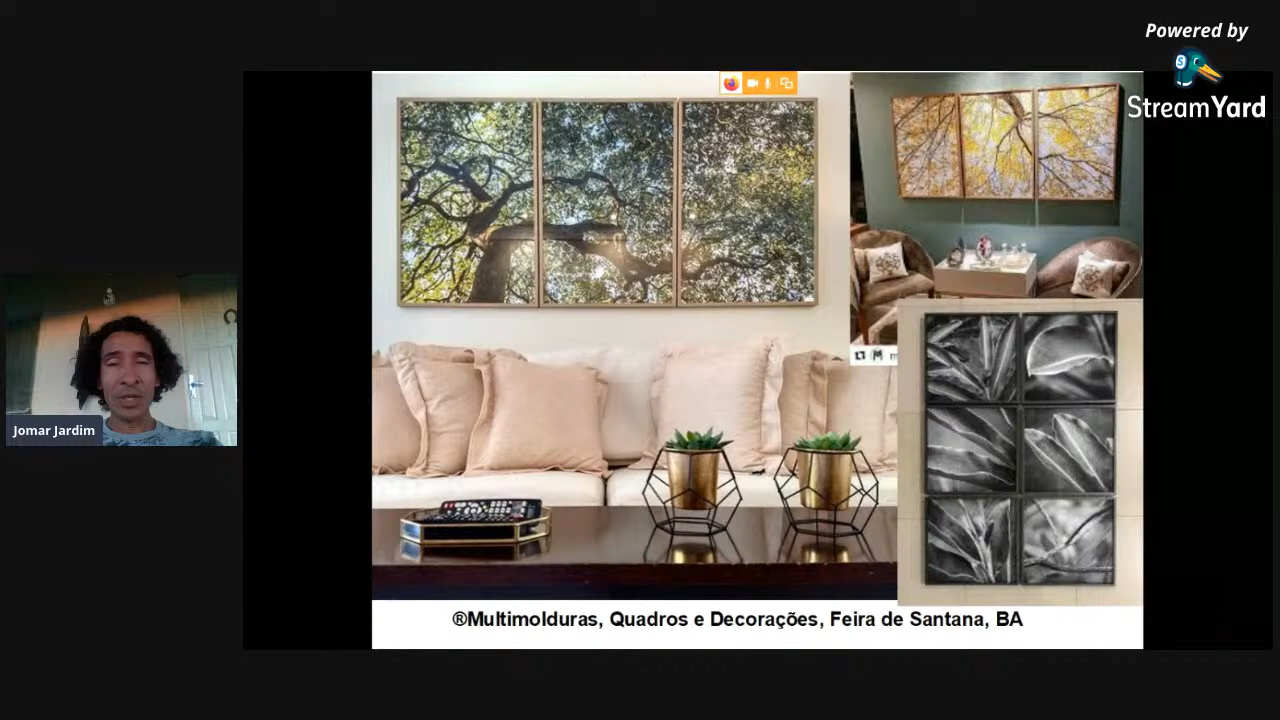 Powered by
StreamYard
Jomar Jardim
®Multimolduras, Quadros e Decorações, Feira de Santana, BA